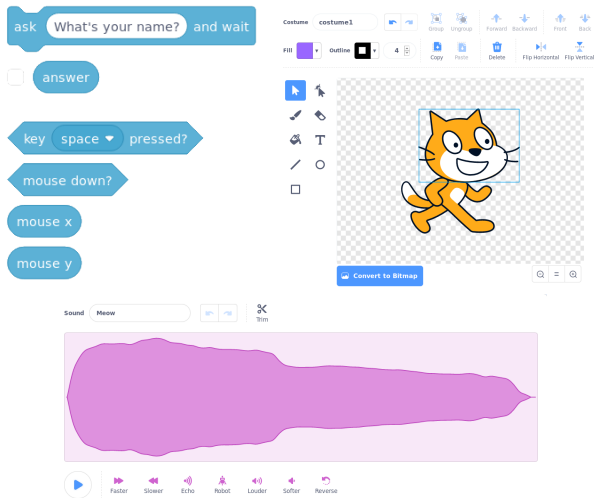 ask What's your name? and wait
answer
key space pressed?
mouse down?
mouse x
mouse y
Costume costume1
Group Ungroup Forward Backward Front Back
Fill Outline 4
Copy Paste Delete Flip Horizontal Flip Vertical
T
Convert to Bitmap
Sound Meow
Trim
Faster Slower Echo Robot Louder Softer Reverse